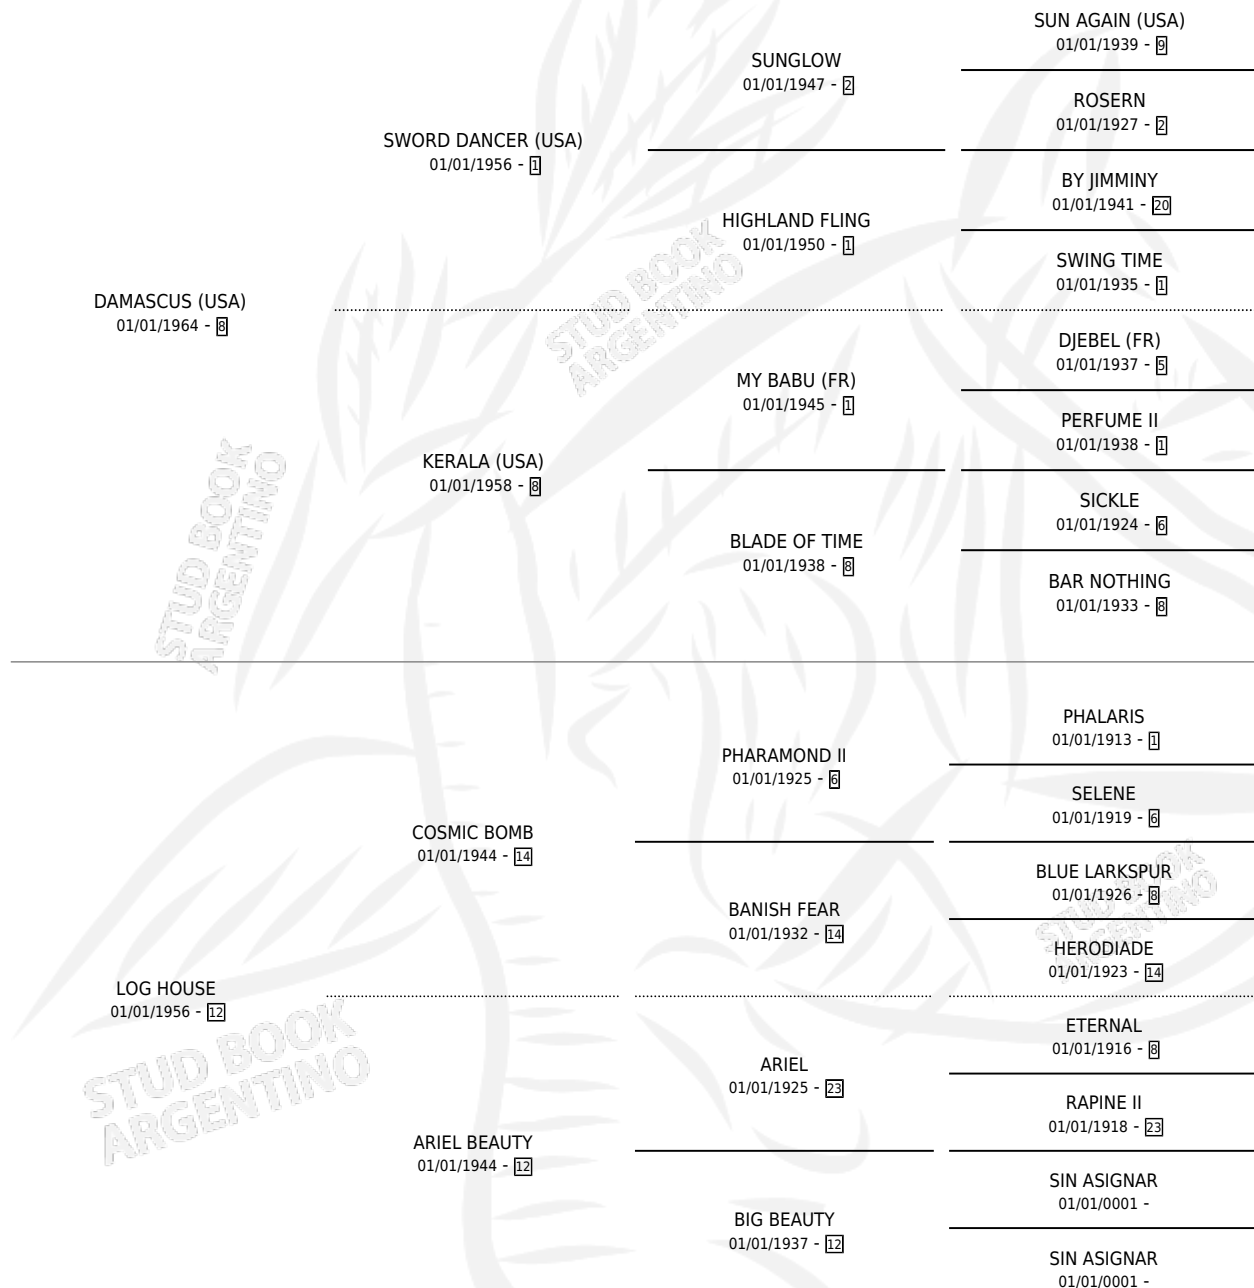 SUN AGAIN (USA)
01/01/1939 - 9
SUNGLOW
01/01/1947 - 2
ROSERN
01/01/1927 - 2
SWORD DANCER (USA)
01/01/1956 - 1
BY JIMMINY
01/01/1941 - 20
HIGHLAND FLING
01/01/1950 - 1
SWING TIME
01/01/1935 - 1
DAMASCUS (USA)
01/01/1964 - 8
DJEBEL (FR)
01/01/1937 - 5
MY BABU (FR)
01/01/1945 - 1
PERFUME II
01/01/1938 - 1
KERALA (USA)
01/01/1958 - 8
SICKLE
01/01/1924 - 6
BLADE OF TIME
01/01/1938 - 8
BAR NOTHING
01/01/1933 - 8
PHALARIS
01/01/1913 - 1
PHARAMOND II
01/01/1925 - 6
SELENE
01/01/1919 - 6
COSMIC BOMB
01/01/1944 - 14
BLUE LARKSPUR
01/01/1926 - 8
BANISH FEAR
01/01/1932 - 14
HERODIADE
01/01/1923 - 14
LOG HOUSE
01/01/1956 - 12
ETERNAL
01/01/1916 - 8
ARIEL
01/01/1925 - 23
RAPINE II
01/01/1918 - 23
ARIEL BEAUTY
01/01/1944 - 12
SIN ASIGNAR
01/01/0001 -
BIG BEAUTY
01/01/1937 - 12
SIN ASIGNAR
01/01/0001 -
STUD BOOK
ARGENTINO
STUD BOOK
ARGENTINO
STUD BOOK
ARGENTINO
STUD BOOK
ARGENTINO